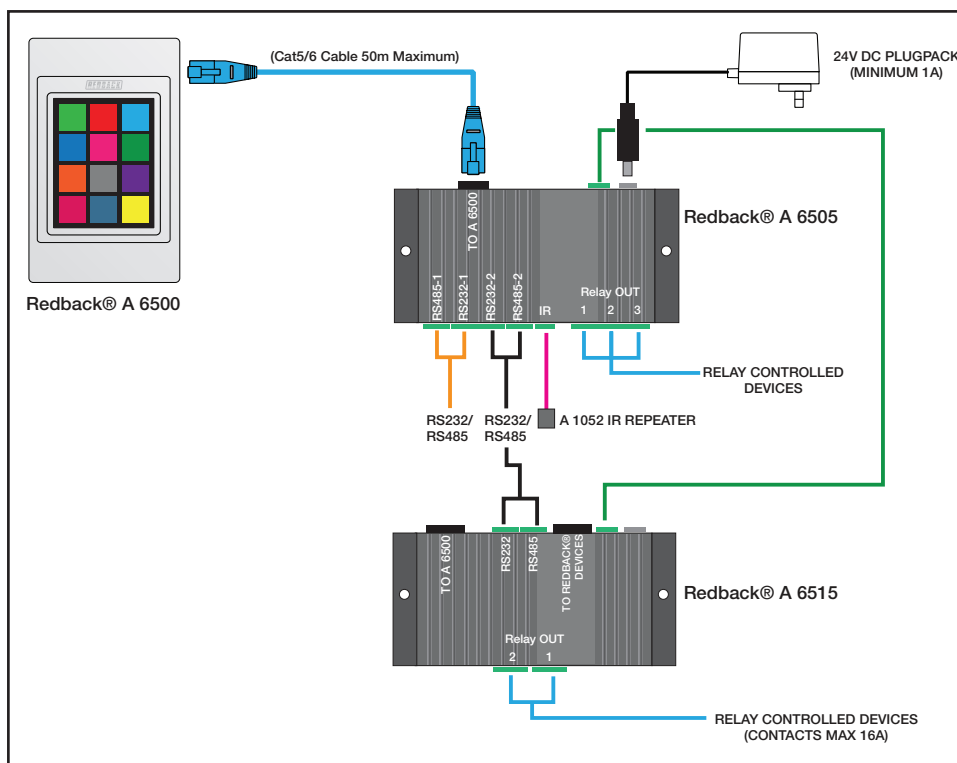 (Cat5/6 Cable 50m Maximum)
24V DC PLUGPACK
(MINIMUM 1A)
Redback® A 6500
TO A 6500
Redback® A 6505
RS485-1
RS232-1
RS232-2
RS485-2
IR
Relay OUT
1 2 3
RELAY CONTROLLED
DEVICES
RS232/
RS485
RS232/
RS485
A 1052 IR REPEATER
TO A 6500
RS232
RS485
TO REDBACK®
DEVICES
Redback® A 6515
Relay OUT
2 1
RELAY CONTROLLED DEVICES
(CONTACTS MAX 16A)